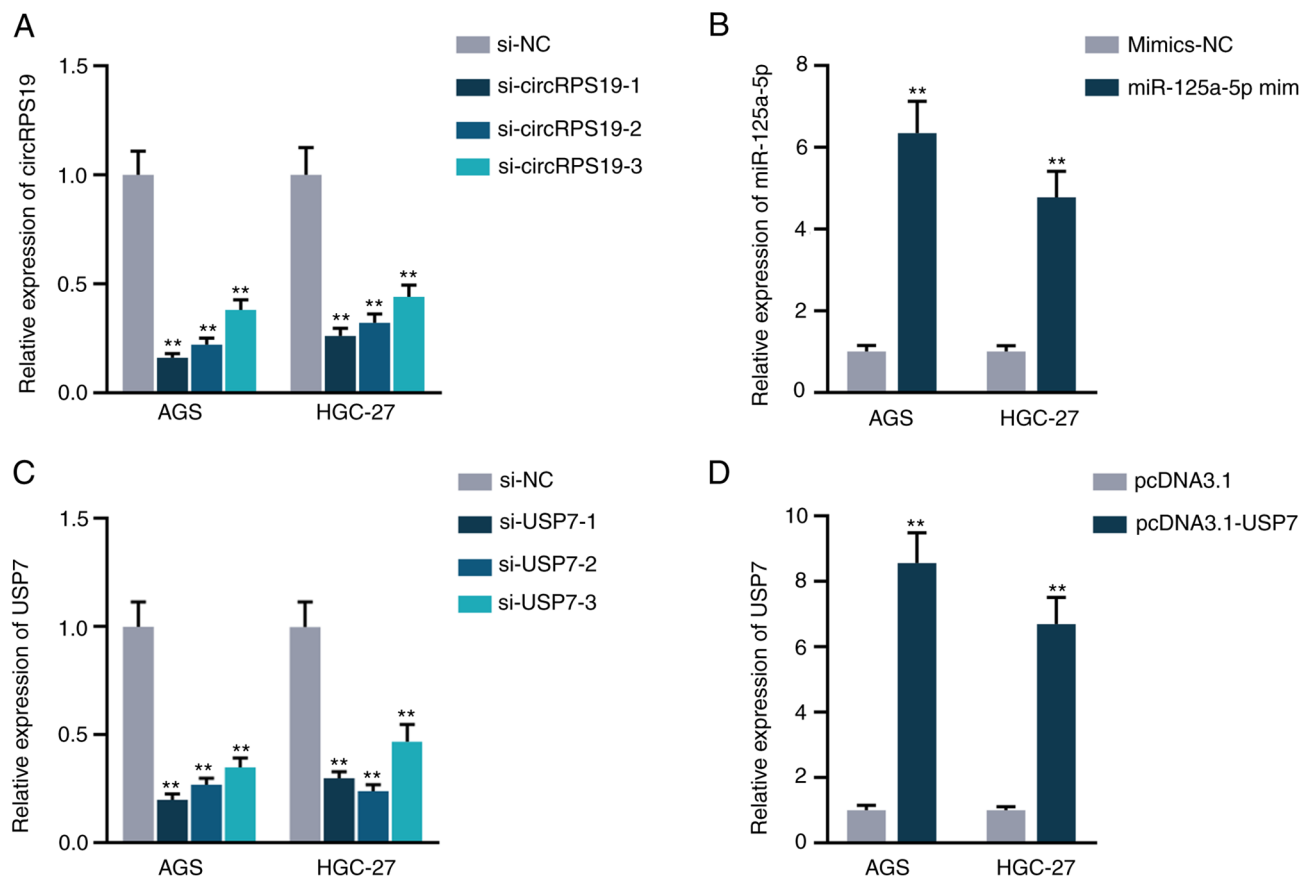 A
si-NC
si-circRPS19-1
si-circRPS19-2
si-circRPS19-3
Relative expression of circRPS19
1.5
1.0
0.5
0.0
**
**
**
**
**
**
AGS
HGC-27
B
Mimics-NC
miR-125a-5p mim
Relative expression of miR-125a-5p
8
6
4
2
0
**
**
AGS
HGC-27
C
si-NC
si-USP7-1
si-USP7-2
si-USP7-3
Relative expression of USP7
1.5
1.0
0.5
0.0
**
**
**
**
**
**
AGS
HGC-27
D
pcDNA3.1
pcDNA3.1-USP7
Relative expression of USP7
10
8
6
4
2
0
**
**
AGS
HGC-27